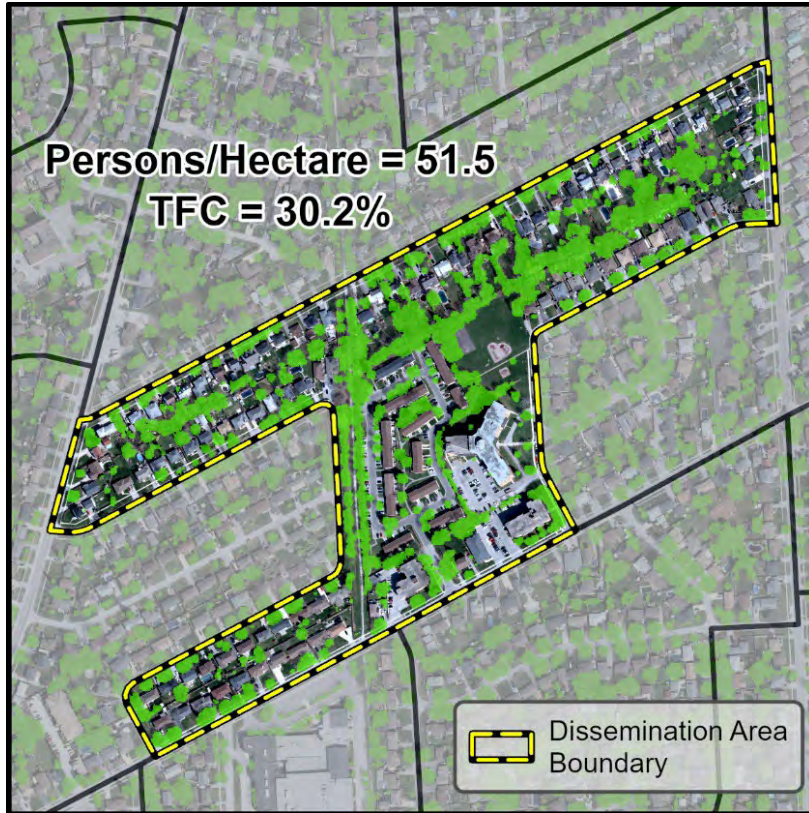 Persons/Hectare = 51.5
TFC = 30.2%
Dissemination Area
Boundary